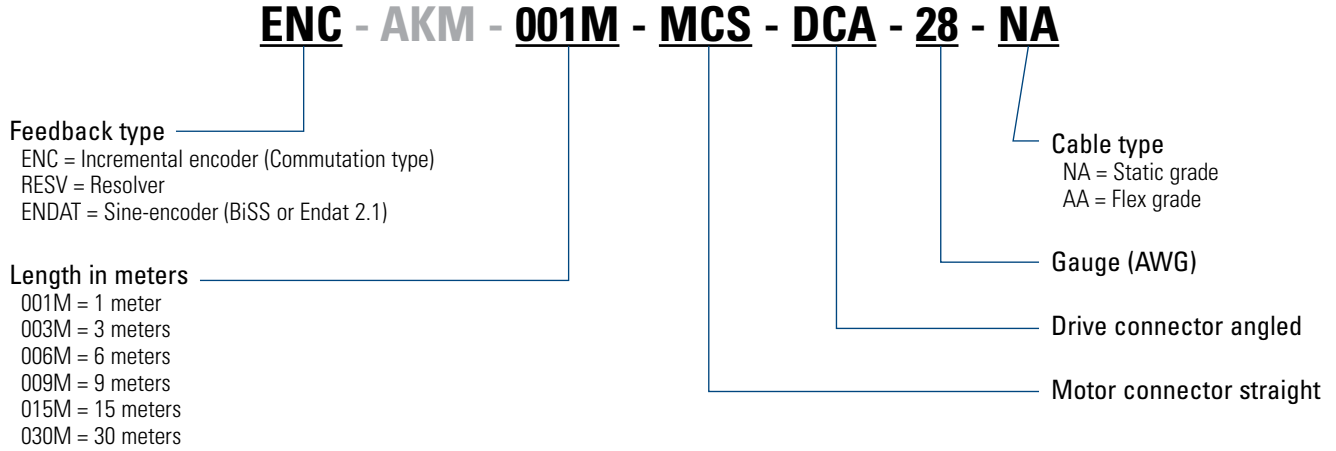 ENC - AKM - 001M - MCS - DCA - 28 - NA
Feedback type
ENC = Incremental encoder (Commutation type)
RESV = Resolver
ENDAT = Sine-encoder (BiSS or Endat 2.1)
Length in meters
001M = 1 meter
003M = 3 meters
006M = 6 meters
009M = 9 meters
015M = 15 meters
030M = 30 meters
Cable type
NA = Static grade
AA = Flex grade
Gauge (AWG)
Drive connector angled
Motor connector straight